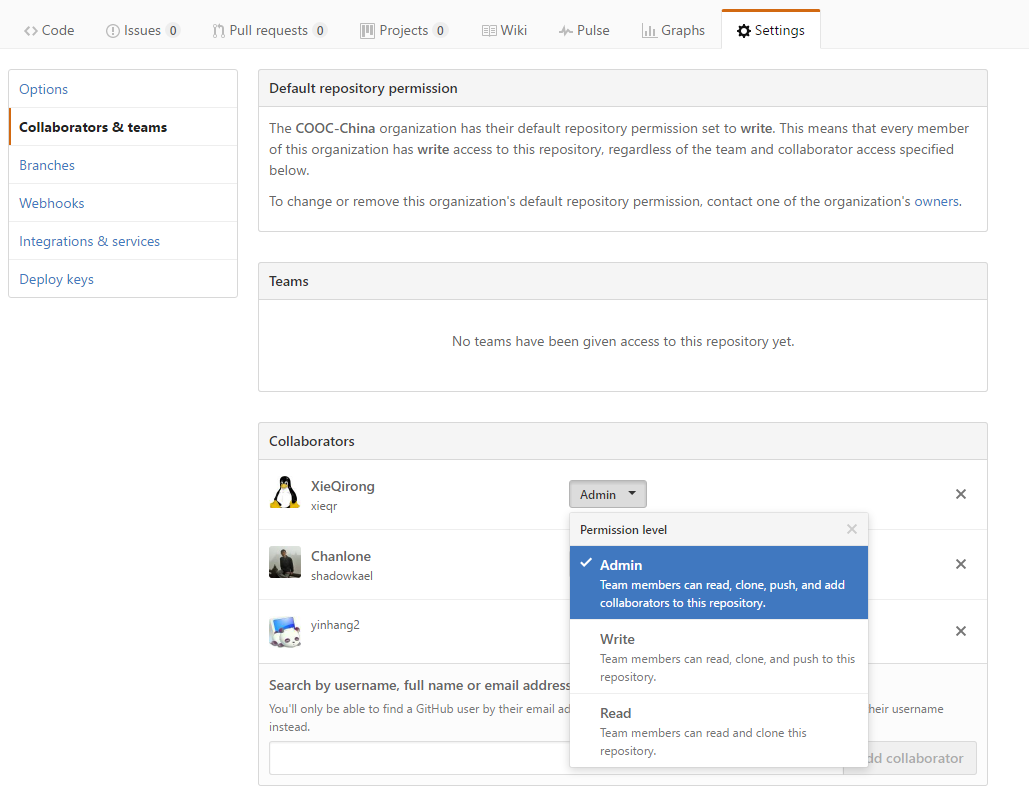 Code Issues 0 Pull requests 0 Projects 0 Wiki Pulse Graphs Settings
Options
Collaborators & teams
Branches
Webhooks
Integrations & services
Deploy keys
Default repository permission
The COOC-China organization has their default repository permission set to write. This means that every member
of this organization has write access to this repository, regardless of the team and collaborator access specified
below.
To change or remove this organization's default repository permission, contact one of the organization's owners.
Teams
No teams have been given access to this repository yet.
Collaborators
XieQirong
xieqr
Admin
Chanlone
shadowkael
yinhang2
Permission level
Admin
Team members can read, clone, push, and add
collaborators to this repository.
Write
Team members can read, clone, and push to this
repository.
Read
Team members can read and clone this
repository.
Search by username, full name or email address
You'll only be able to find a GitHub user by their email username
instead.
collaborator